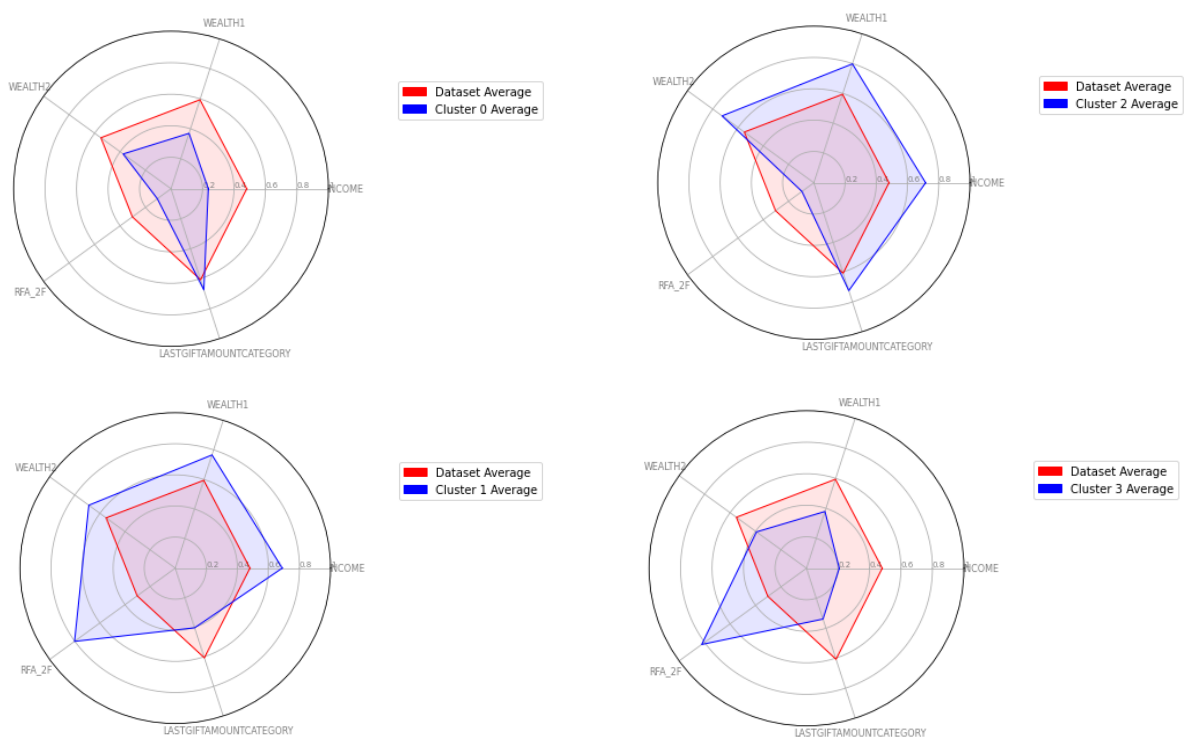 WEALTH1
WEALTH2
Dataset Average
Cluster 0 Average
0.2
0.4
0.6
0.8
INCOME
RFA_2F
LASTGIFTAMOUNTCATEGORY
WEALTH1
WEALTH2
Dataset Average
Cluster 2 Average
0.2
0.4
0.6
0.8
INCOME
RFA_2F
LASTGIFTAMOUNTCATEGORY
WEALTH1
WEALTH2
Dataset Average
Cluster 1 Average
0.2
0.4
0.6
0.8
INCOME
RFA_2F
LASTGIFTAMOUNTCATEGORY
WEALTH1
WEALTH2
Dataset Average
Cluster 3 Average
0.2
0.4
0.6
0.8
INCOME
RFA_2F
LASTGIFTAMOUNTCATEGORY